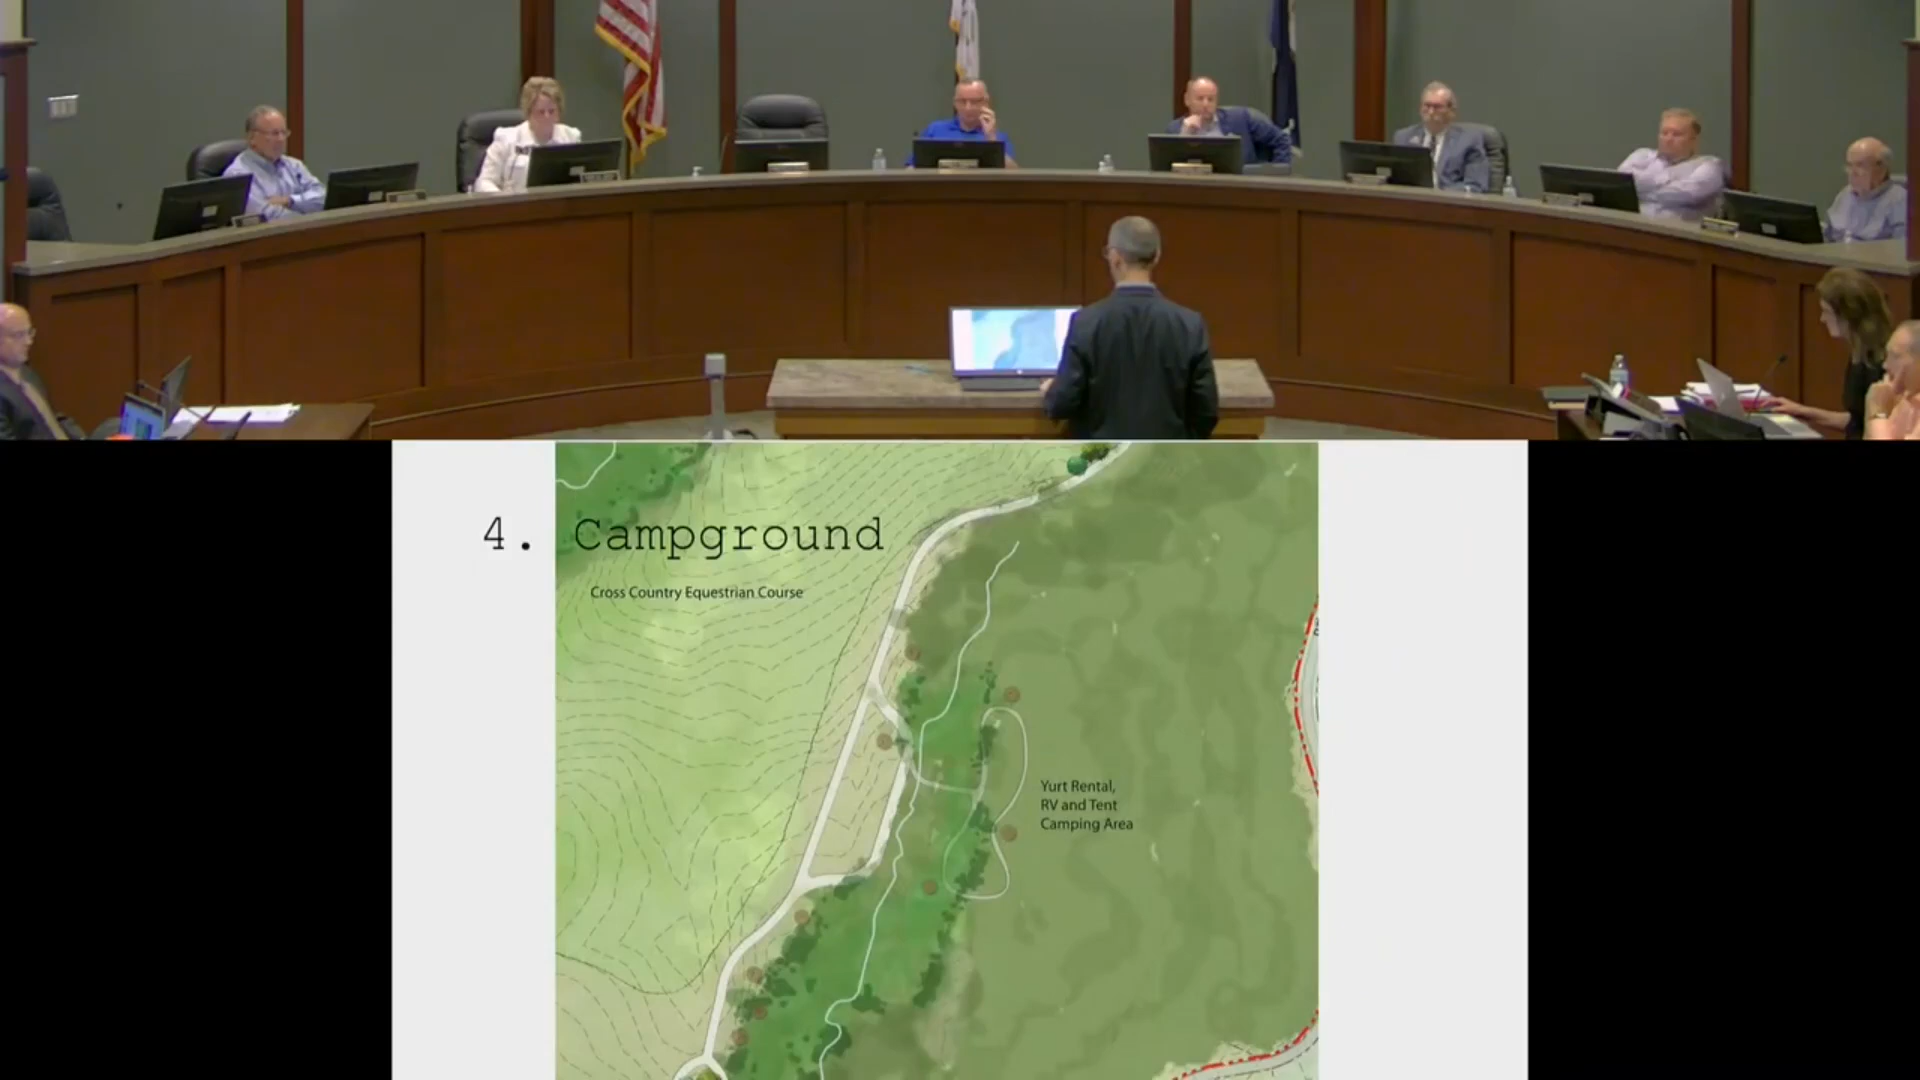 4. Campground
Cross Country Equestrian Course
Yurt Rental,
RV and Tent
Camping Area